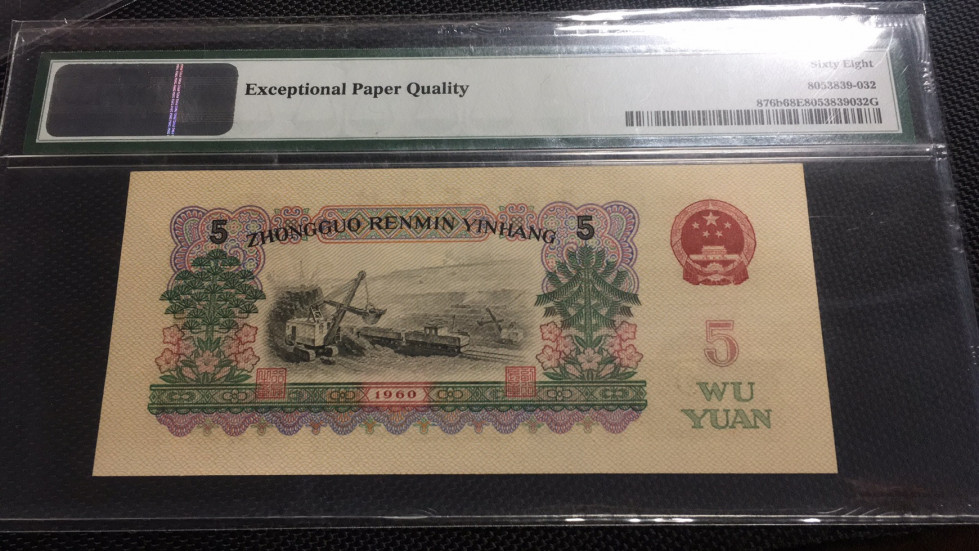 Exceptional Paper Quality
Sixty Eight
8053839-032
876b68E8053839032G
5 ZHONGGUO RENMIN YINHANG 5
1960
5
WU
YUAN